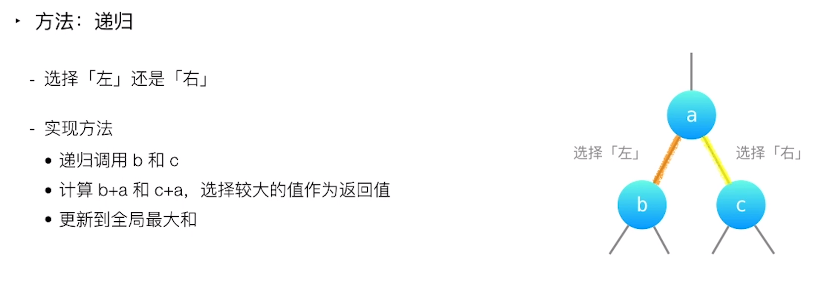 ‣ 方法：递归
- 选择「左」还是「右」
- 实现方法
• 递归调用 b 和 c
• 计算 b+a 和 c+a，选择较大的值作为返回值
• 更新到全局最大和
a
选择「左」
选择「右」
b
c